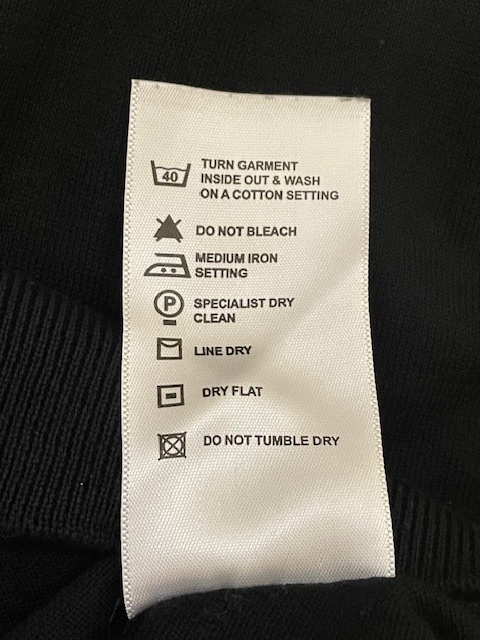 40 TURN GARMENT
INSIDE OUT & WASH
ON A COTTON SETTING
DO NOT BLEACH
MEDIUM IRON
SETTING
P SPECIALIST DRY
CLEAN
LINE DRY
DRY FLAT
DO NOT TUMBLE DRY